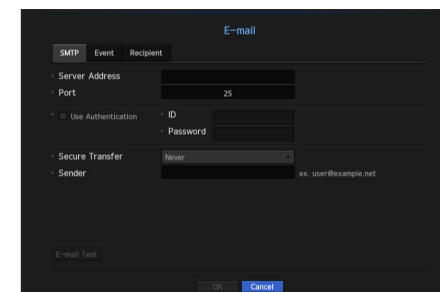 E-mail
SMTP Event Recipient
Server Address
Port 25
Use Authentication ID
Password
Secure Transfer Never
Sender ex. user@example.net
E-mail Test
OK Cancel